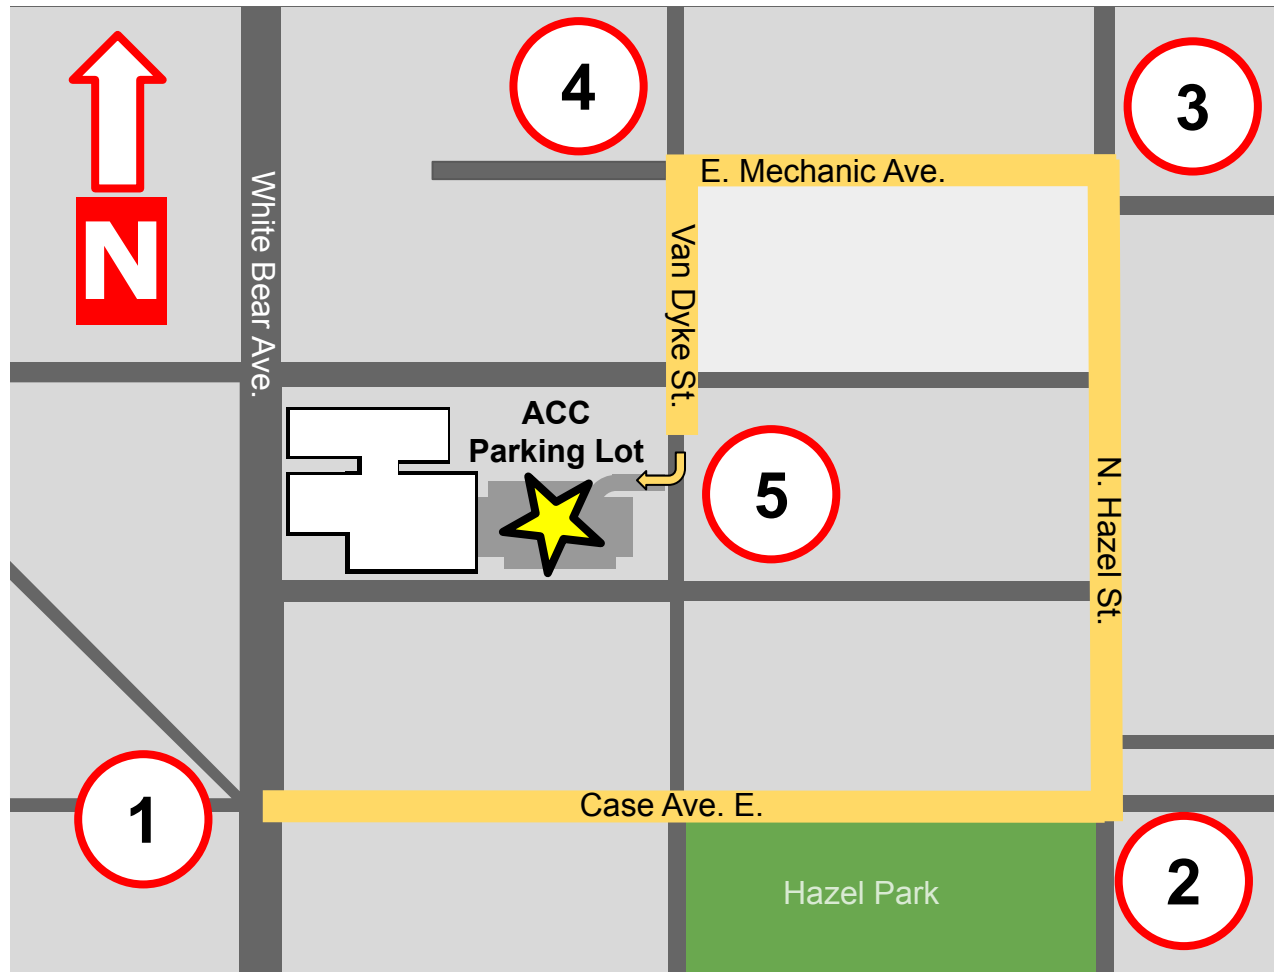 4
3
E. Mechanic Ave.
N
White Bear Ave.
Van Dyke St.
ACC
Parking Lot
5
N. Hazel St.
1
Case Ave. E.
2
Hazel Park